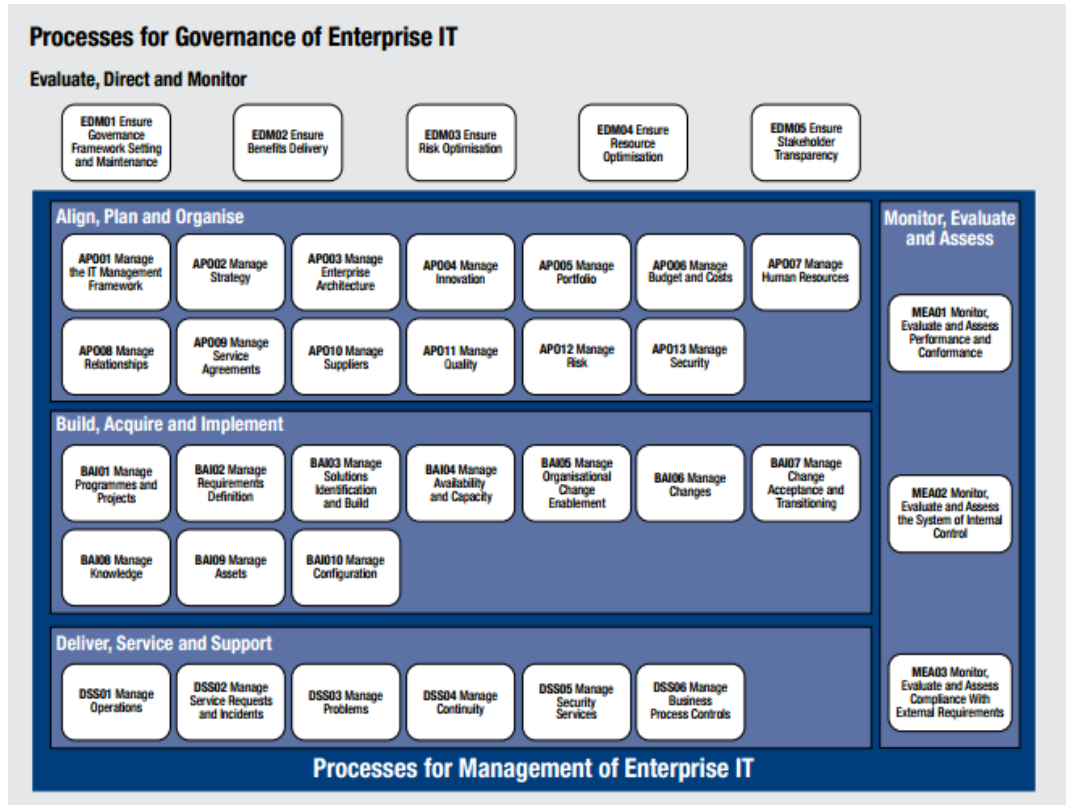 Processes for Governance of Enterprise IT
Evaluate, Direct and Monitor
EDM01 Ensure
Governance
Framework Setting
and Maintenance
EDM02 Ensure
Benefits Delivery
EDM03 Ensure
Risk Optimisation
EDM04 Ensure
Resource
Optimisation
EDM05 Ensure
Stakeholder
Transparency
Align, Plan and Organise
APO01 Manage
the IT Management
Framework
APO02 Manage
Strategy
APO03 Manage
Enterprise
Architecture
APO04 Manage
Innovation
APO05 Manage
Portfolio
APO06 Manage
Budget and Costs
APO07 Manage
Human Resources
APO08 Manage
Relationships
APO09 Manage
Service
Agreements
APO10 Manage
Suppliers
APO11 Manage
Quality
APO12 Manage
Risk
APO13 Manage
Security
Build, Acquire and Implement
BAI01 Manage
Programmes and
Projects
BAI02 Manage
Requirements
Definition
BAI03 Manage
Solutions
Identification
and Build
BAI04 Manage
Availability
and Capacity
BAI05 Manage
Organisational
Change
Enablement
BAI06 Manage
Changes
BAI07 Manage
Change
Acceptance and
Transitioning
BAI08 Manage
Knowledge
BAI09 Manage
Assets
BAI010 Manage
Configuration
Deliver, Service and Support
DSS01 Manage
Operations
DSS02 Manage
Service Requests
and Incidents
DSS03 Manage
Problems
DSS04 Manage
Continuity
DSS05 Manage
Security
Services
DSS06 Manage
Business
Process Controls
Monitor, Evaluate
and Assess
MEA01 Monitor,
Evaluate and Assess
Performance and
Conformance
MEA02 Monitor,
Evaluate and Assess
the System of Internal
Control
MEA03 Monitor,
Evaluate and Assess
Compliance With
External Requirements
Processes for Management of Enterprise IT